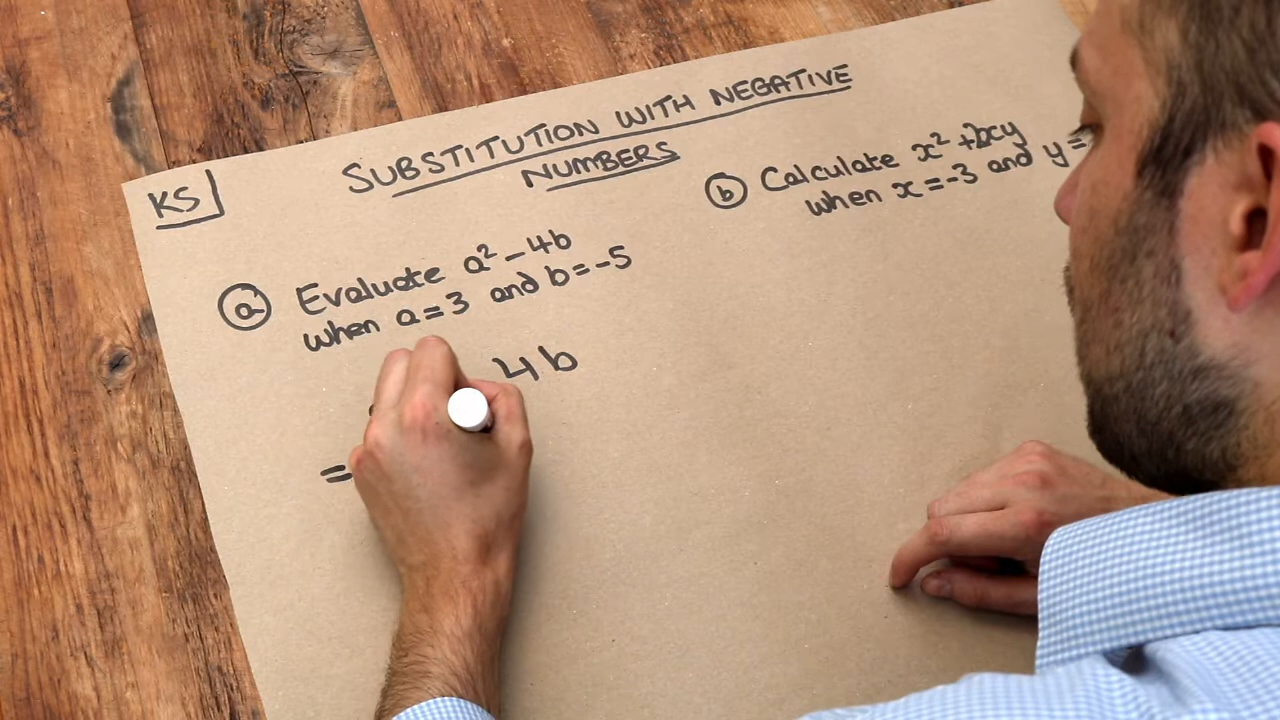 SUBSTITUTION WITH NEGATIVE
NUMBERS
KS
a Evaluate a² - 4b
when a = 3 and b = -5
4b
=
b Calculate x² + 2xy
when x = -3 and y =